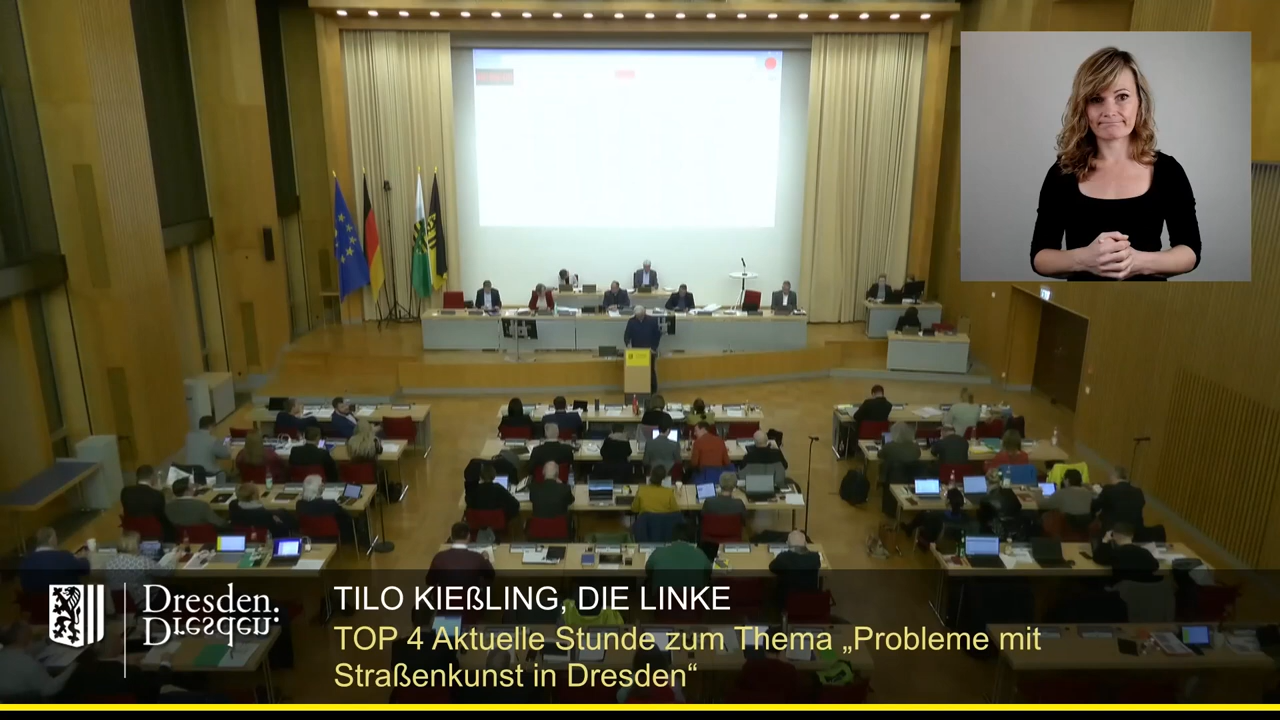 Dresden.
Dresden.
TILO KIEßLING, DIE LINKE
TOP 4 Aktuelle Stunde zum Thema „Probleme mit
Straßenkunst in Dresden“